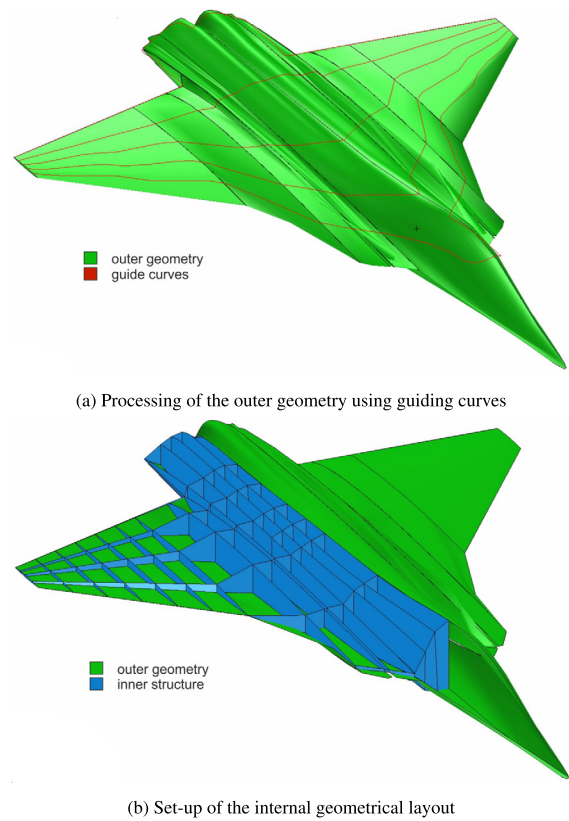 outer geometry
guide curves
(a) Processing of the outer geometry using guiding curves
outer geometry
inner structure
(b) Set-up of the internal geometrical layout